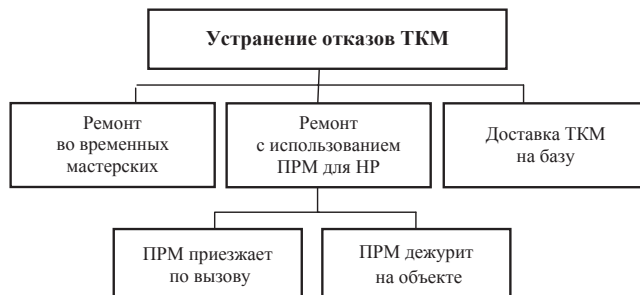 Устранение отказов ТКМ
Ремонт
во временных
мастерских
Ремонт
с использованием
ПРМ для НР
Доставка ТКМ
на базу
ПРМ приезжает
по вызову
ПРМ дежурит
на объекте